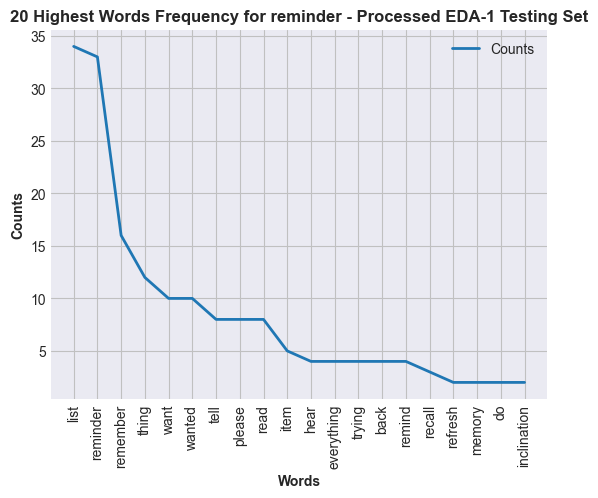 20 Highest Words Frequency for reminder - Processed EDA-1 Testing Set
Counts
35
30
25
20
15
10
5
Counts
list
reminder
remember
thing
want
wanted
tell
please
read
item
hear
everything
trying
back
remind
recall
refresh
memory
do
inclination
Words